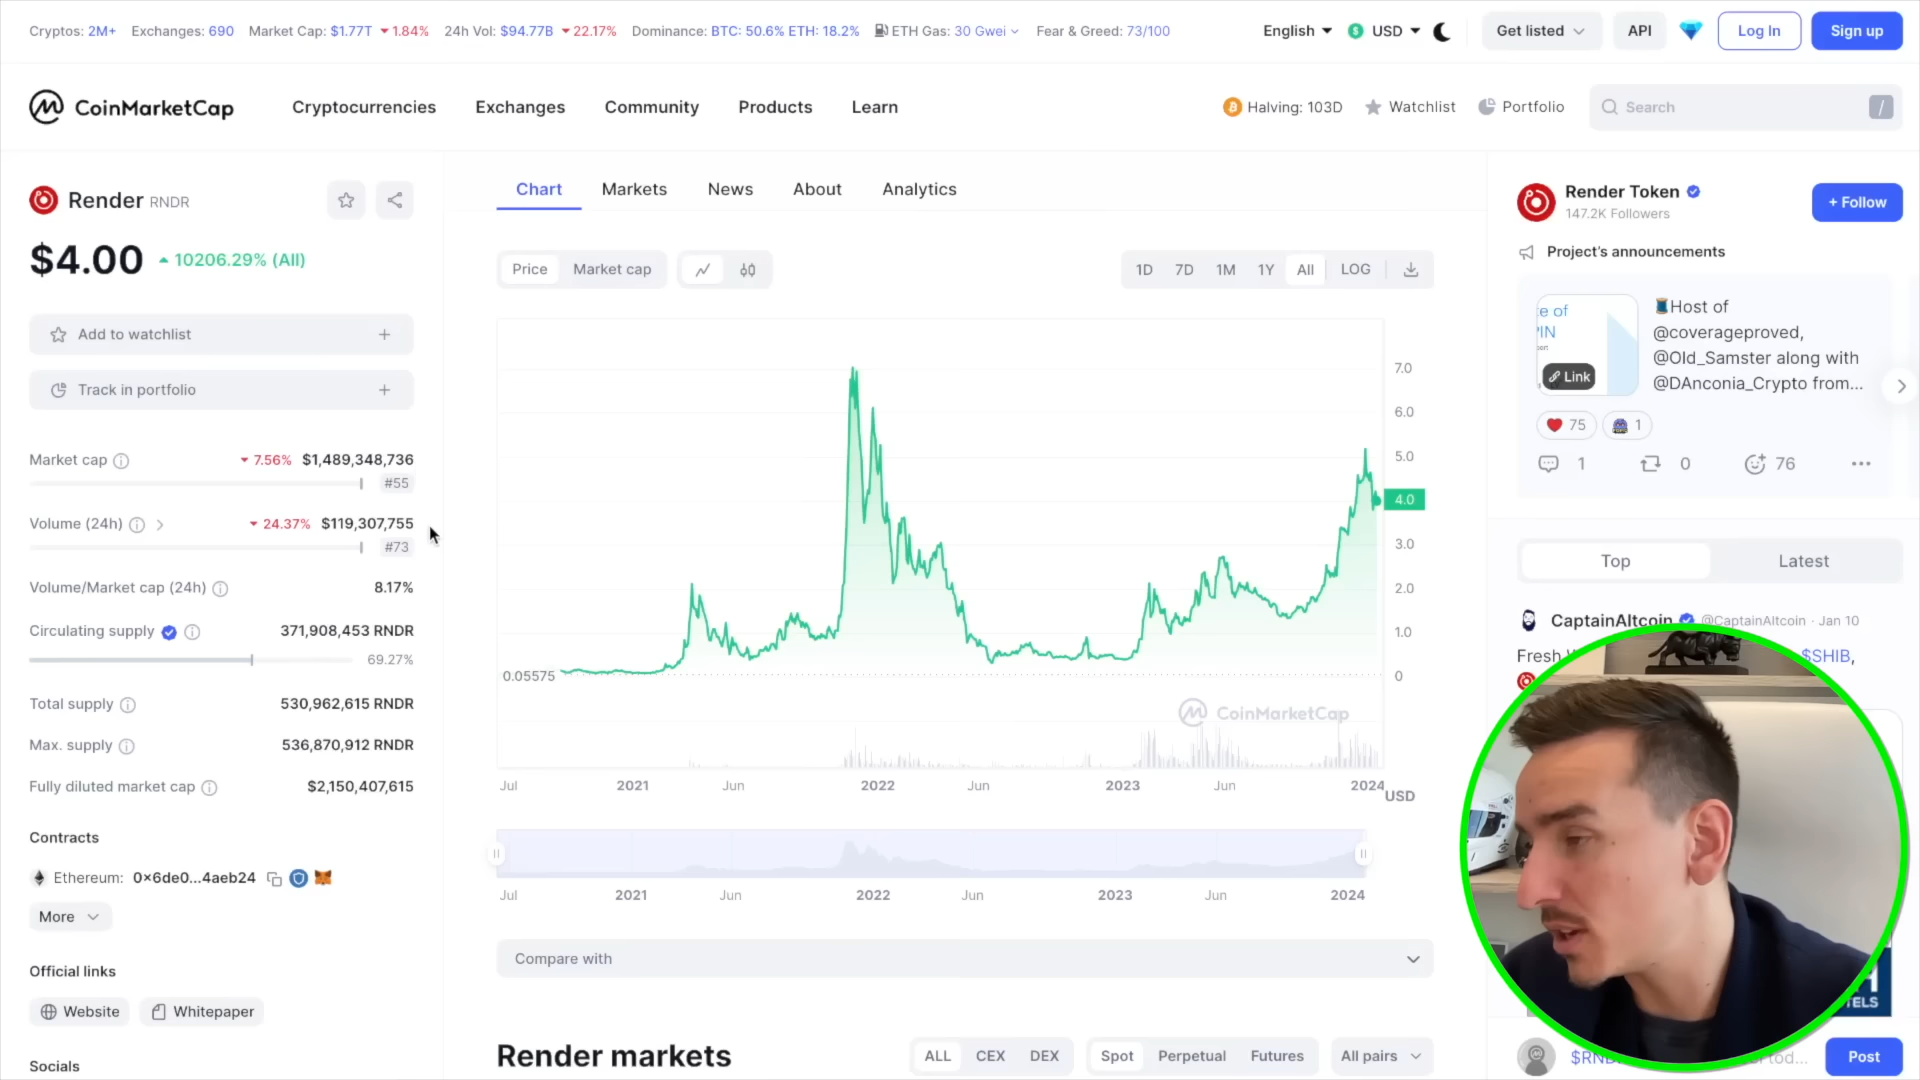 Cryptos: 2M+ Exchanges: 690 Market Cap: $1.77T 1.84% 24h Vol: $94.77B 22.17% Dominance: BTC: 50.6% ETH: 18.2% ETH Gas: 30 Gwei Fear & Greed: 73/100 English USD Get listed API Log In Sign up
CoinMarketCap Cryptocurrencies Exchanges Community Products Learn Halving: 103D Watchlist Portfolio Search /
Render RNDR
$4.00 10206.29% (All)
Add to watchlist +
Track in portfolio +
Market cap 7.56% $1,489,348,736
#55
Volume (24h) 24.37% $119,307,755
#73
Volume/Market cap (24h) 8.17%
Circulating supply 371,908,453 RNDR
69.27%
Total supply 530,962,615 RNDR
Max. supply 536,870,912 RNDR
Fully diluted market cap $2,150,407,615
Contracts
Ethereum: 0x6de0...4aeb24
More
Official links
Website Whitepaper
Socials
Chart Markets News About Analytics
Price Market cap 1D 7D 1M 1Y All LOG
7.0
6.0
5.0
4.0
3.0
2.0
1.0
0.05575 0
CoinMarketCap
Jul 2021 Jun 2022 Jun 2023 Jun 2024
USD
Jul 2021 Jun 2022 Jun 2023 Jun 2024
Compare with
Render markets ALL CEX DEX Spot Perpetual Futures All pairs
Render Token
147.2K Followers
+ Follow
Project's announcements
Link
Host of
@coverageproved,
@Old_Samster along with
@DAnconia_Crypto from...
75 1
1 0 76
Top Latest
CaptainAltcoin @CaptainAltcoin · Jan 10
Fresh $SHIB,
Post